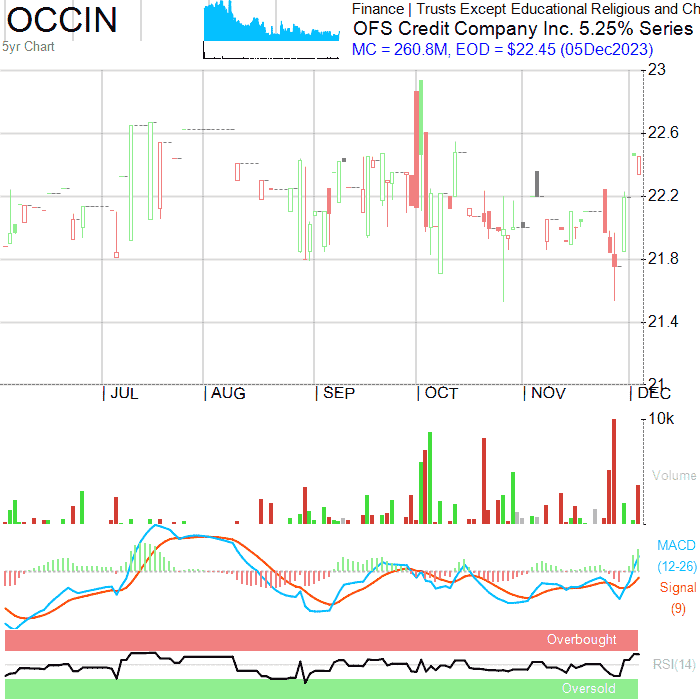 OCCIN
5yr Chart
Finance | Trusts Except Educational Religious and Ch
OFS Credit Company Inc. 5.25% Series
MC = 260.8M, EOD = $22.45 (05Dec2023)
23
22.6
22.2
21.8
21.4
21
| JUL | AUG | SEP | OCT | NOV | DEC
10k
Volume
MACD
(12-26)
Signal
(9)
Overbought
RSI(14)
Oversold